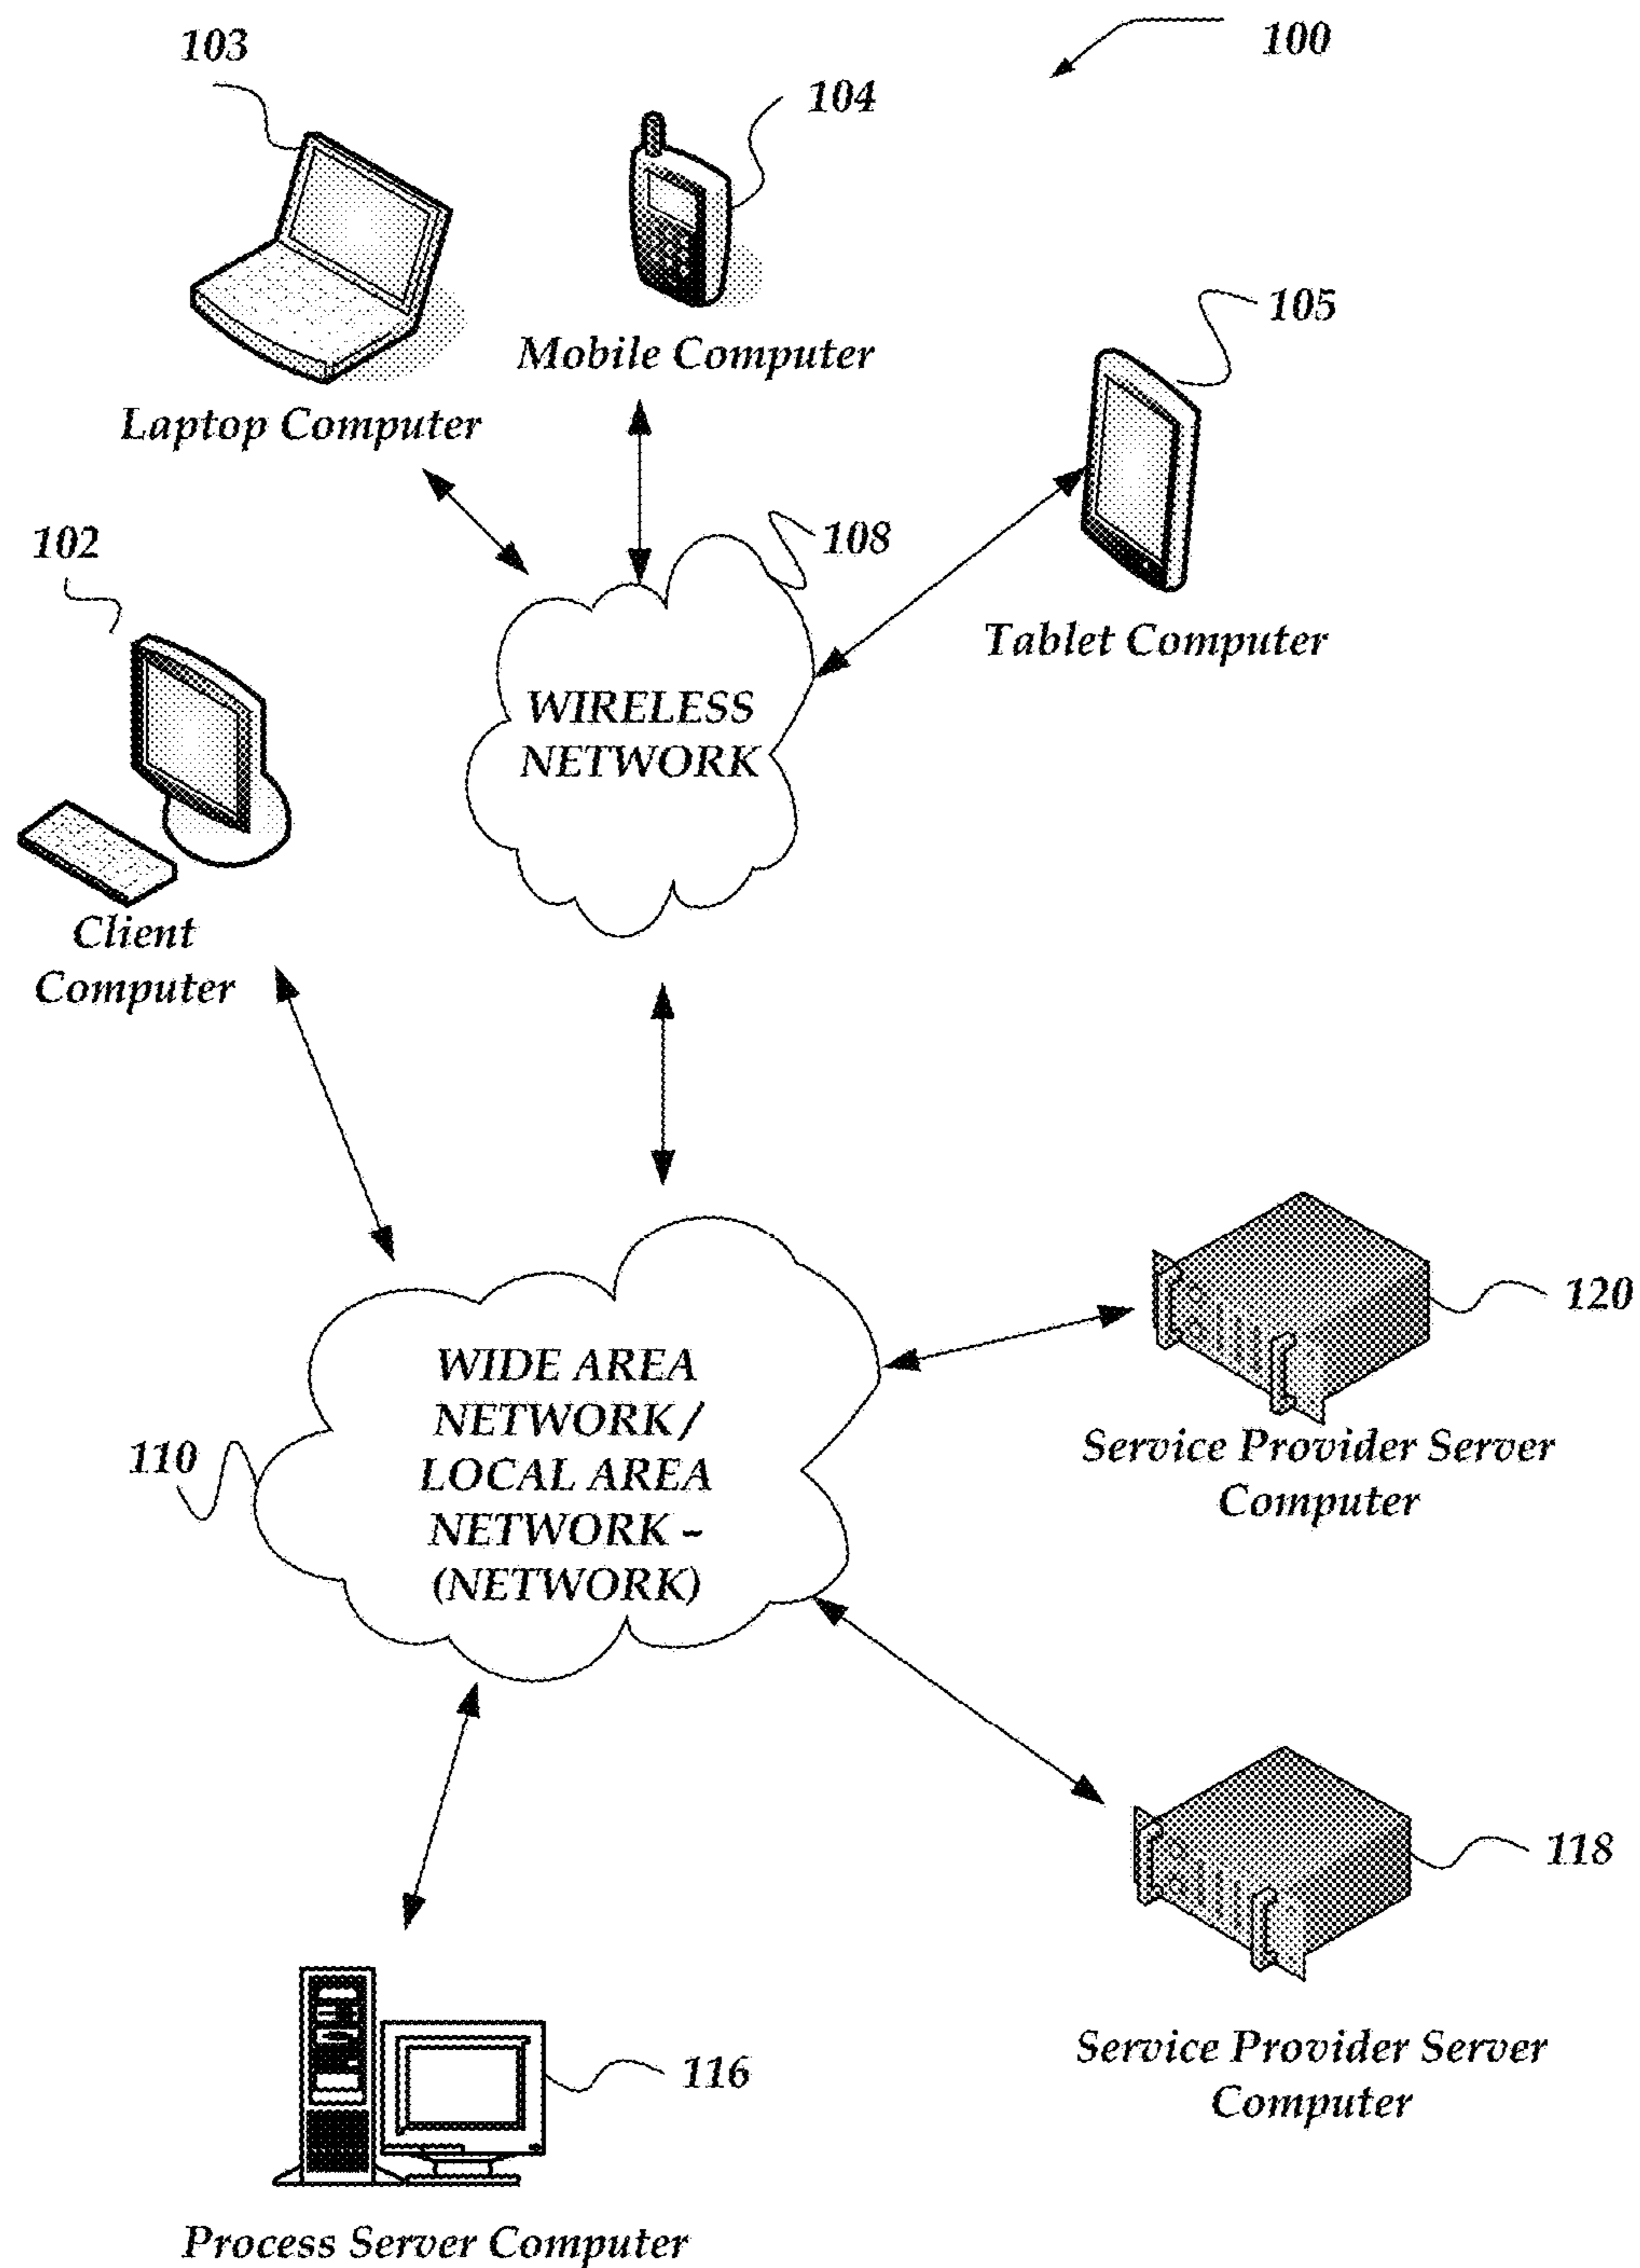 100
103
104
Mobile Computer
105
Laptop Computer
102
108
Tablet Computer
WIRELESS
NETWORK
Client
Computer
120
WIDE AREA
NETWORK /
LOCAL AREA
NETWORK –
(NETWORK)
110
Service Provider Server
Computer
118
Service Provider Server
Computer
116
Process Server Computer